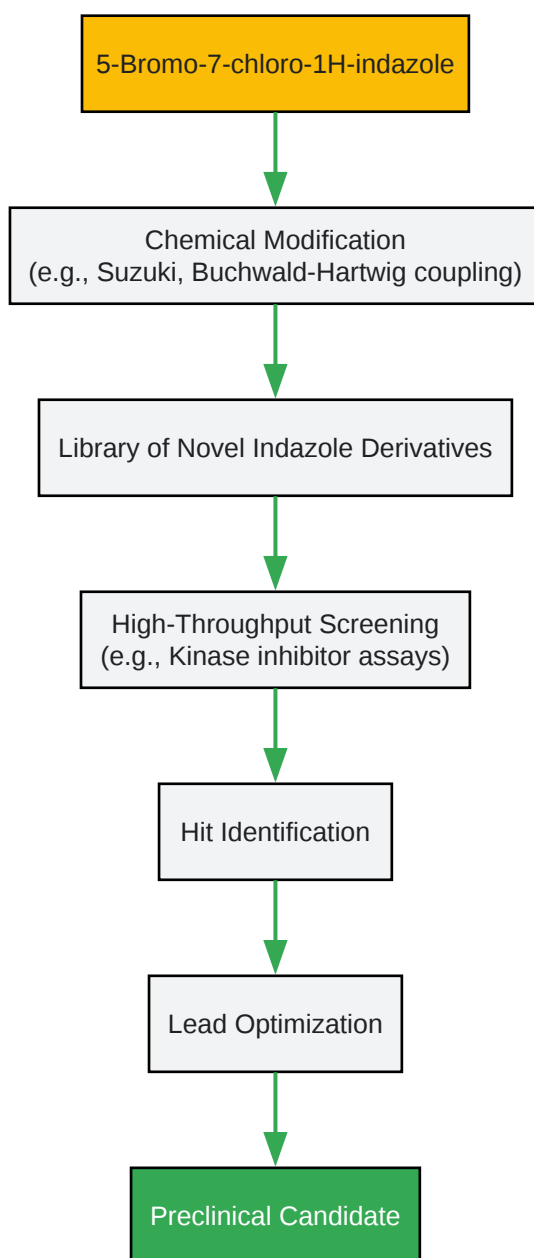 5-Bromo-7-chloro-1H-indazole
Chemical Modification
(e.g., Suzuki, Buchwald-Hartwig coupling)
Library of Novel Indazole Derivatives
High-Throughput Screening
(e.g., Kinase inhibitor assays)
Hit Identification
Lead Optimization
Preclinical Candidate